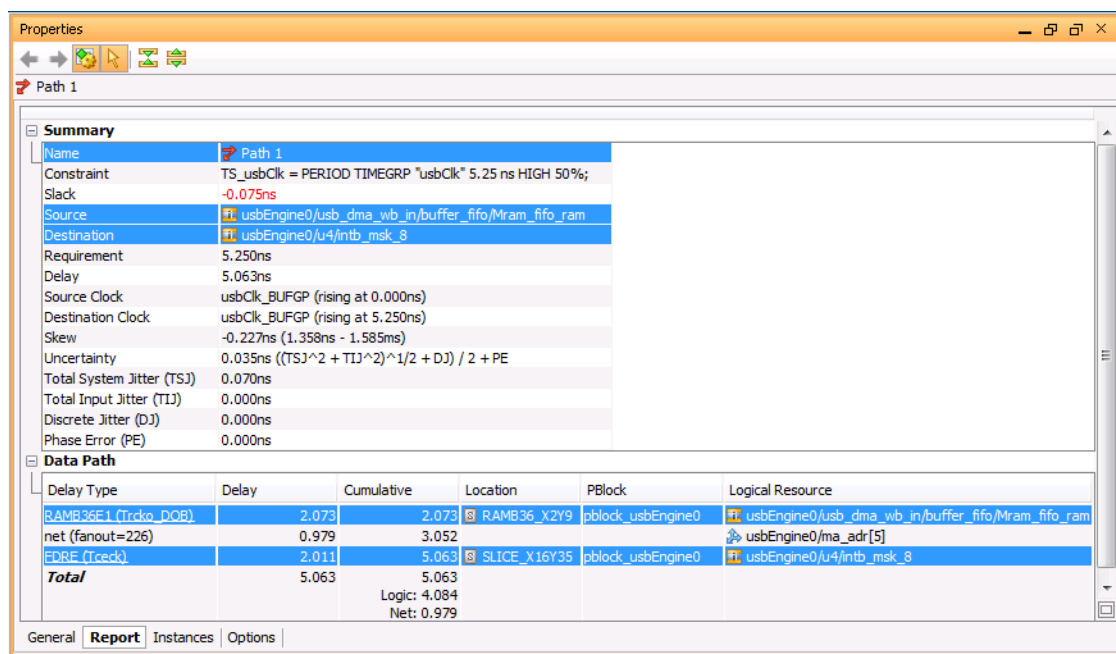 Properties
Path 1
Summary
Name Path 1
Constraint TS_usbClk = PERIOD TIMEGRP "usbClk" 5.25 ns HIGH 50%;
Slack -0.075ns
Source usbEngine0/usb_dma_wb_in/buffer_fifo/Mram_fifo_ram
Destination usbEngine0/u4/intb_msk_8
Requirement 5.250ns
Delay 5.063ns
Source Clock usbClk_BUFGP (rising at 0.000ns)
Destination Clock usbClk_BUFGP (rising at 5.250ns)
Skew -0.227ns (1.358ns - 1.585ms)
Uncertainty 0.035ns ((TSJ^2 + TIJ^2)^1/2 + DJ) / 2 + PE
Total System Jitter (TSJ) 0.070ns
Total Input Jitter (TIJ) 0.000ns
Discrete Jitter (DJ) 0.000ns
Phase Error (PE) 0.000ns
Data Path
Delay Type Delay Cumulative Location PBlock Logical Resource
RAMB36E1 (Trcko_DOB) 2.073 2.073 RAMB36_X2Y9 pblock_usbEngine0 usbEngine0/usb_dma_wb_in/buffer_fifo/Mram_fifo_ram
net (fanout=226) 0.979 3.052 usbEngine0/ma_adr[5]
FDRE (Tceck) 2.011 5.063 SLICE_X16Y35 pblock_usbEngine0 usbEngine0/u4/intb_msk_8
Total 5.063 5.063
Logic: 4.084
Net: 0.979
General Report Instances Options